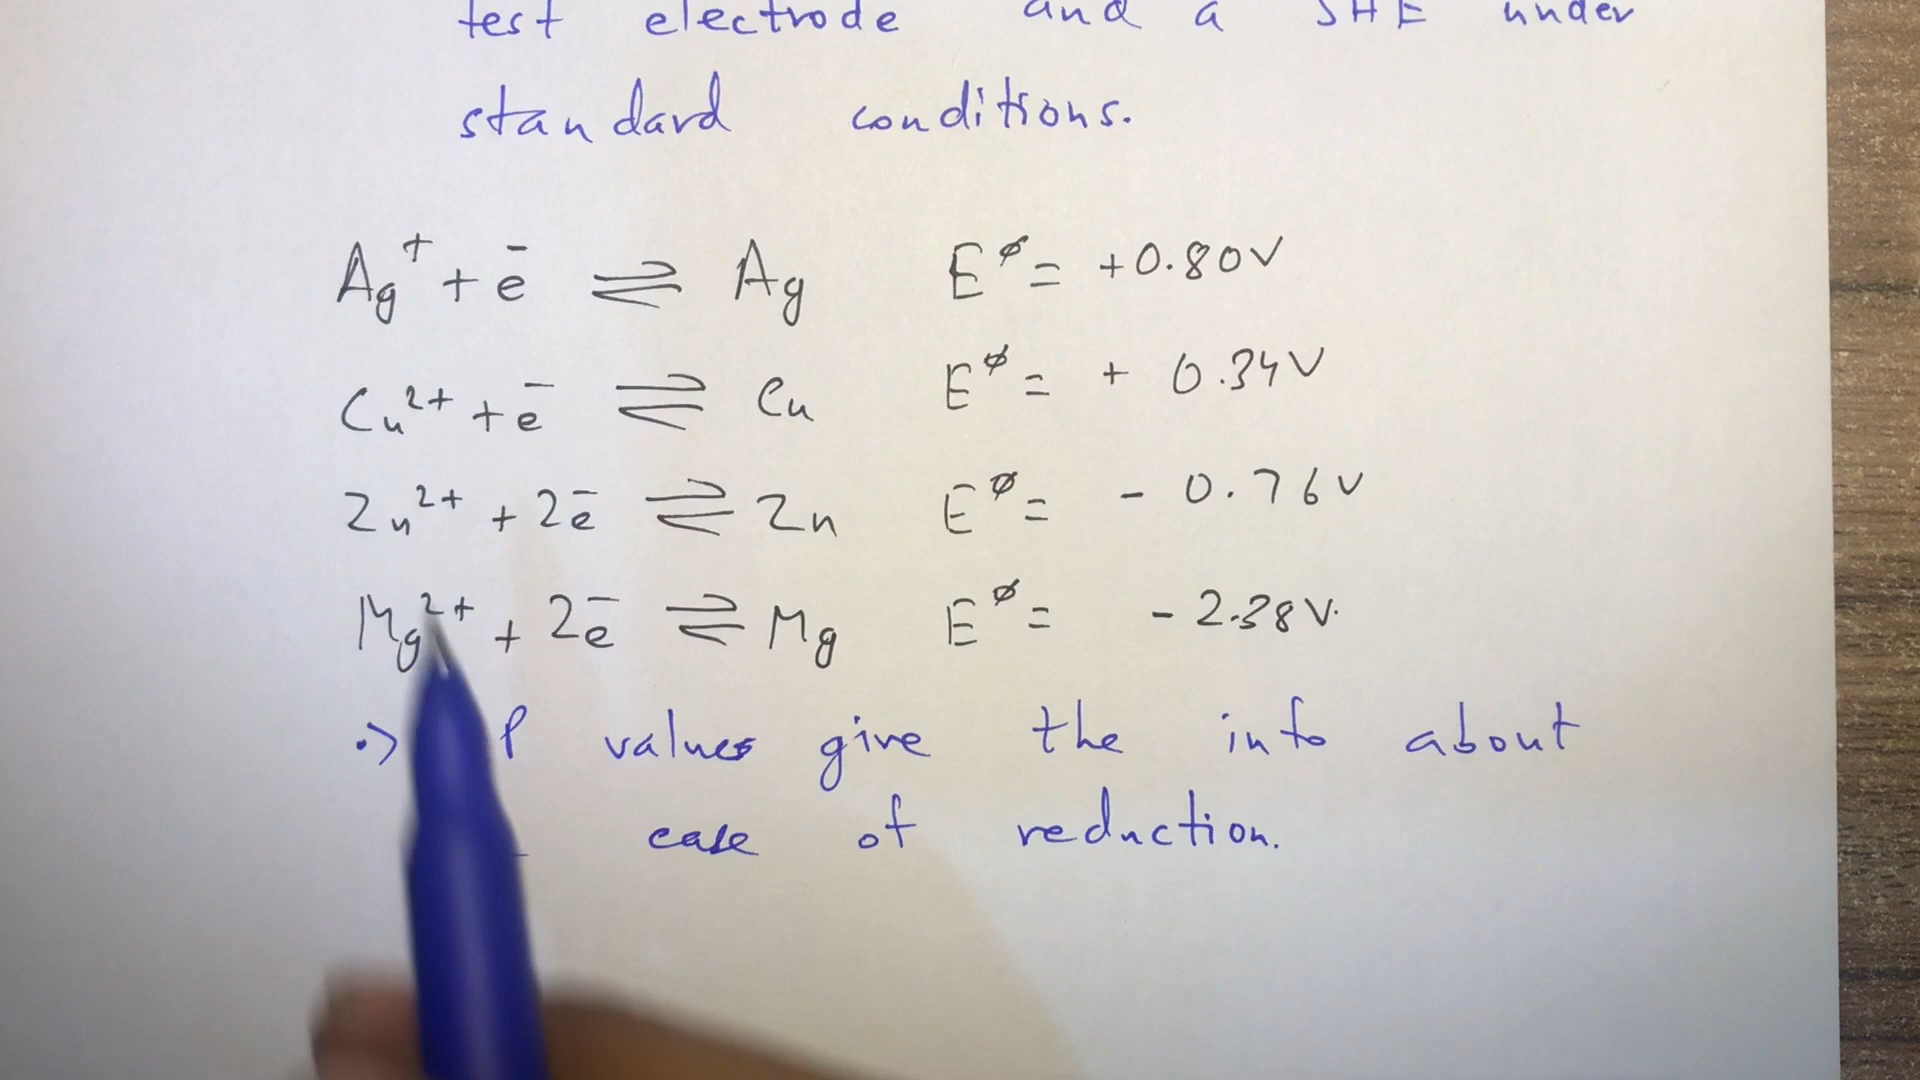 test electrode and a SHE under
standard conditions.
Ag⁺ + e⁻ ⇌ Ag E⦵ = +0.80V
Cu²⁺ + e⁻ ⇌ Cu E⦵ = + 0.34V
Zn²⁺ + 2e⁻ ⇌ Zn E⦵ = - 0.76V
Mg²⁺ + 2e⁻ ⇌ Mg E⦵ = - 2.38V.
P values give the info about
ease of reduction.